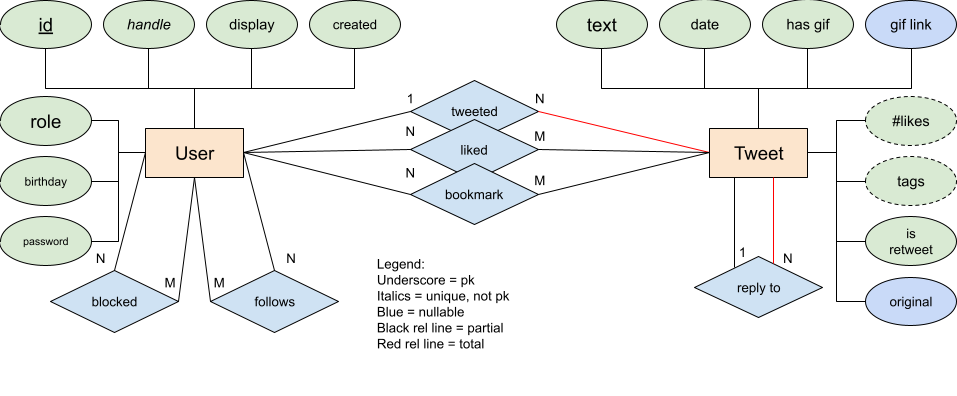 id
handle
display
created
text
date
has gif
gif link
role
birthday
password
User
1
tweeted
N
N
liked
M
N
bookmark
M
Tweet
#likes
tags
is
retweet
original
N
blocked
M
M
follows
N
1
reply to
N
Legend:
Underscore = pk
Italics = unique, not pk
Blue = nullable
Black rel line = partial
Red rel line = total